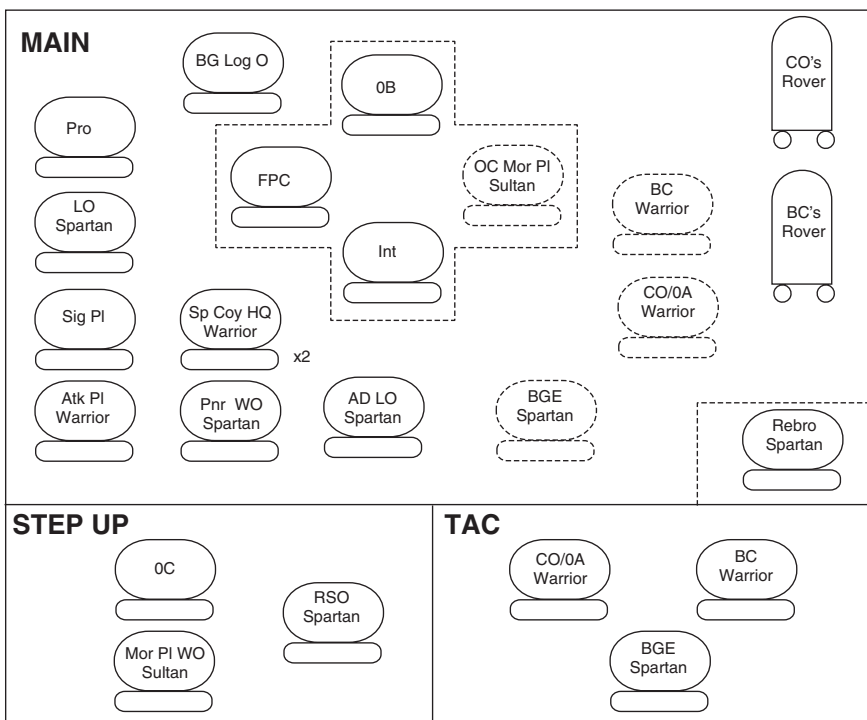 MAIN
BG Log O
0B
CO's
Rover
Pro
FPC
OC Mor Pl
Sultan
BC
Warrior
BC's
Rover
LO
Spartan
Int
CO/0A
Warrior
Sig Pl
Sp Coy HQ
Warrior
x2
Atk Pl
Warrior
Pnr WO
Spartan
AD LO
Spartan
BGE
Spartan
Rebro
Spartan
STEP UP
0C
RSO
Spartan
Mor Pl WO
Sultan
TAC
CO/0A
Warrior
BC
Warrior
BGE
Spartan